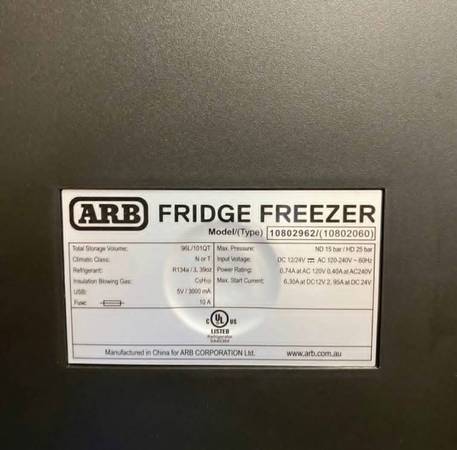 ARB FRIDGE FREEZER
Model/(Type) 10802962/(10802060)
Total Storage Volume: 96L/101QT
Climatic Class: N or T
Refrigerant: R134a / 3, 39oz
Insulation Blowing Gas: C5H10
USB: 5V / 3000 mA
Fuse: 10 A
Max. Pressure: ND 15 bar / HD 25 bar
Input Voltage: DC 12/24V AC 120-240V ~ 60Hz
Power Rating: 0,74A at AC 120V 0,40A at AC240V
Max. Start Current: 6,30A at DC12V 2, 95A at DC 24V
C UL US
LISTED
Refrigerator
Manufactured in China for ARB CORPORATION Ltd. www.arb.com.au